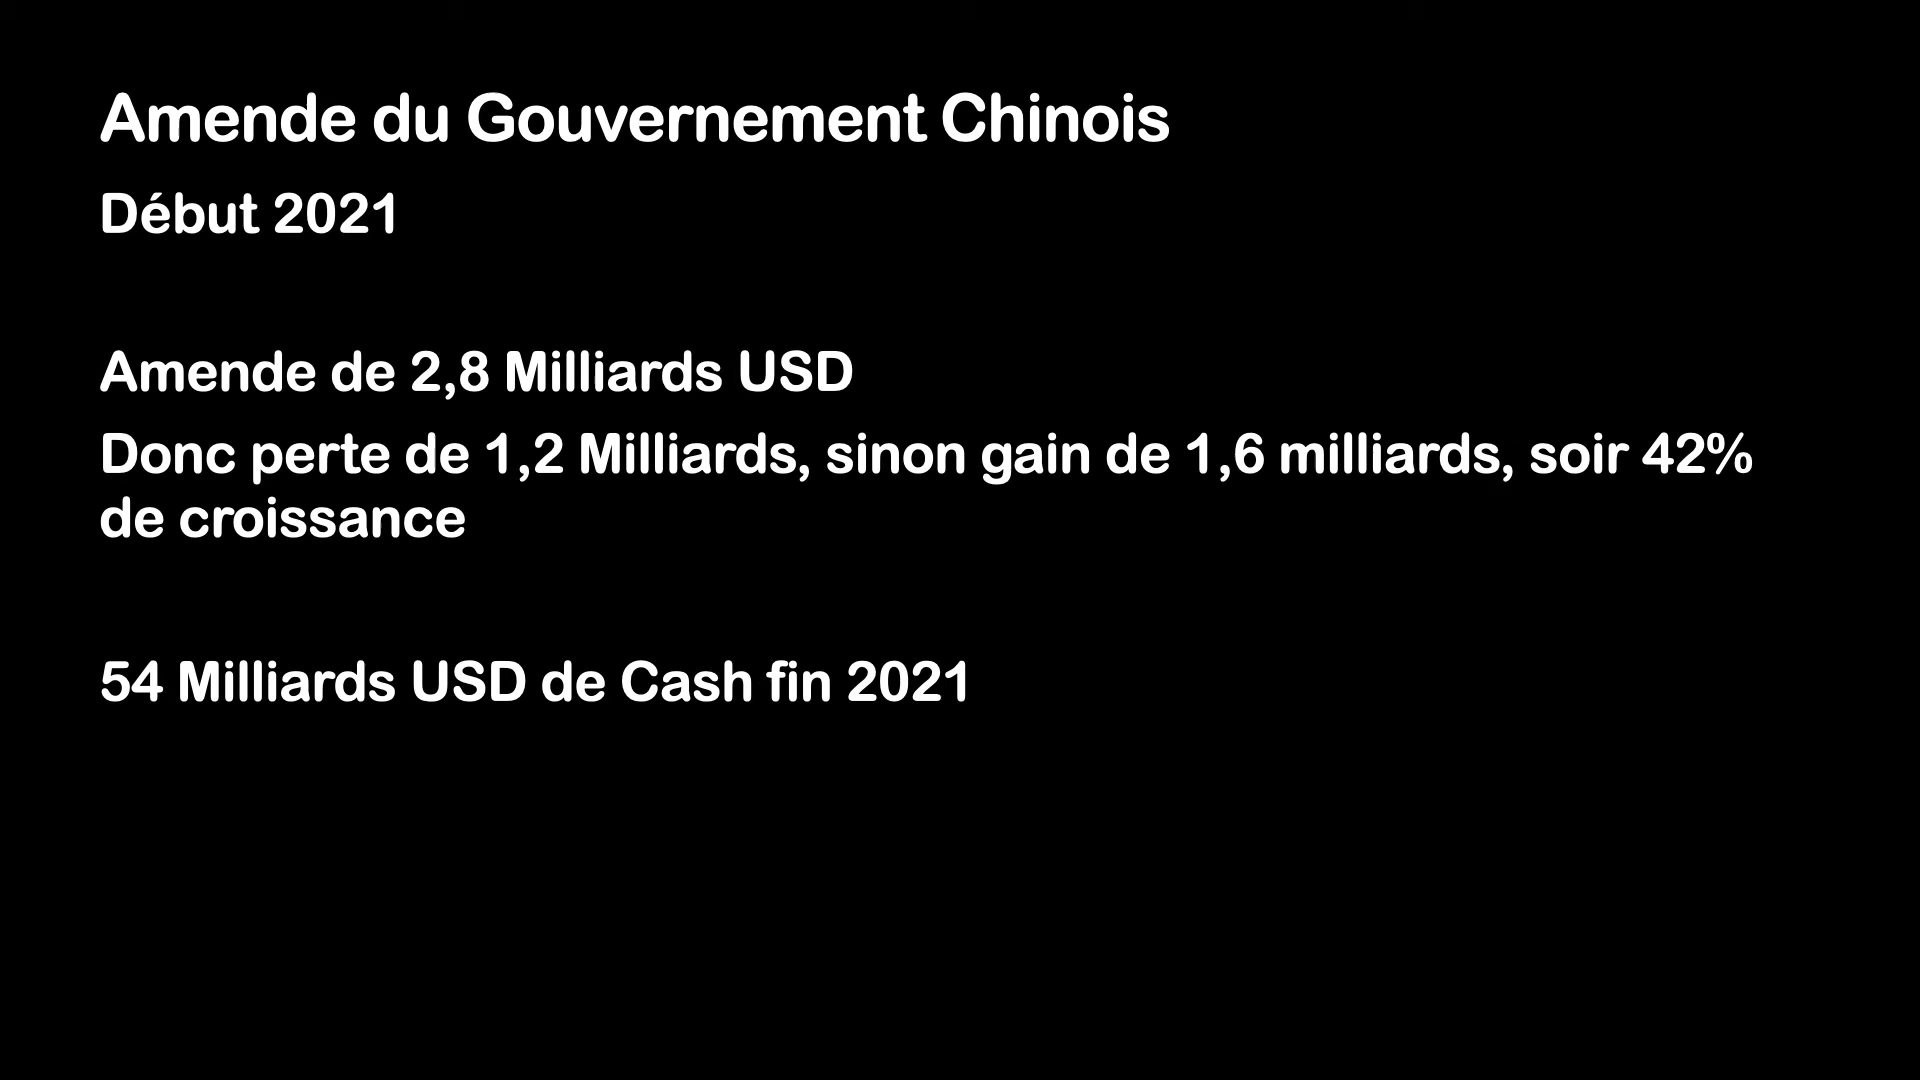 Amende du Gouvernement Chinois
Début 2021
Amende de 2,8 Milliards USD
Donc perte de 1,2 Milliards, sinon gain de 1,6 milliards, soir 42%
de croissance
54 Milliards USD de Cash fin 2021